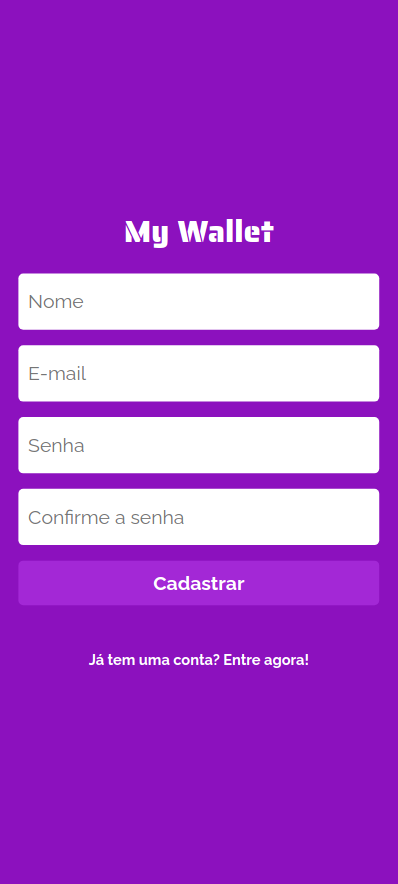 My Wallet
Nome
E-mail
Senha
Confirme a senha
Cadastrar
Já tem uma conta? Entre agora!